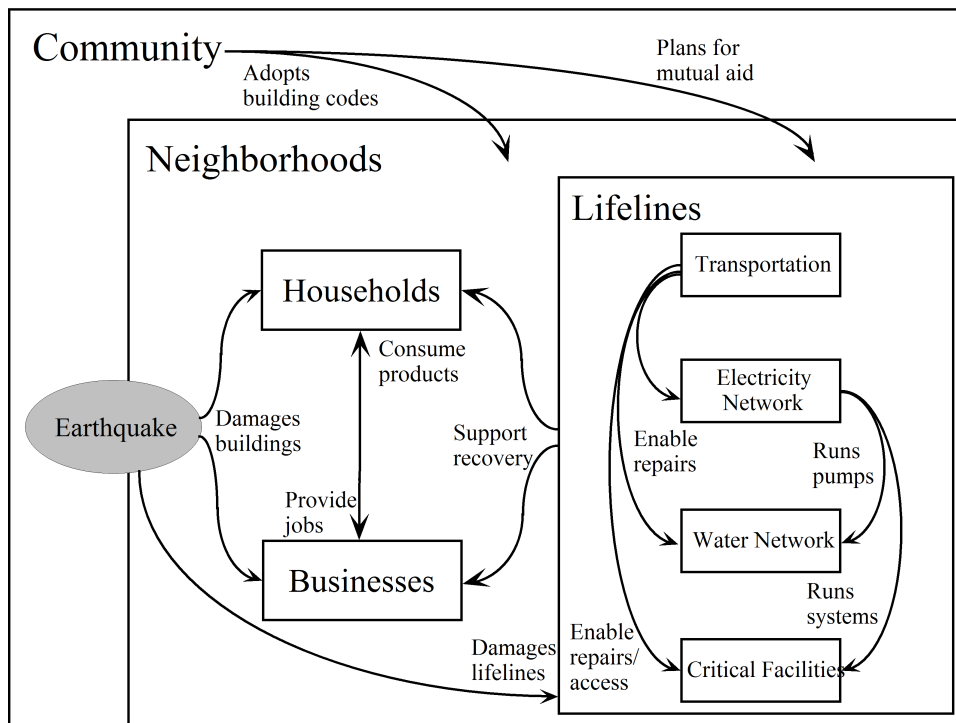 Community
Adopts
building codes
Plans for
mutual aid
Neighborhoods
Lifelines
Transportation
Households
Consume
products
Electricity
Network
Earthquake
Damages
buildings
Support
recovery
Enable
repairs
Runs
pumps
Provide
jobs
Water Network
Businesses
Runs
systems
Damages
lifelines
Enable
repairs/
access
Critical Facilities